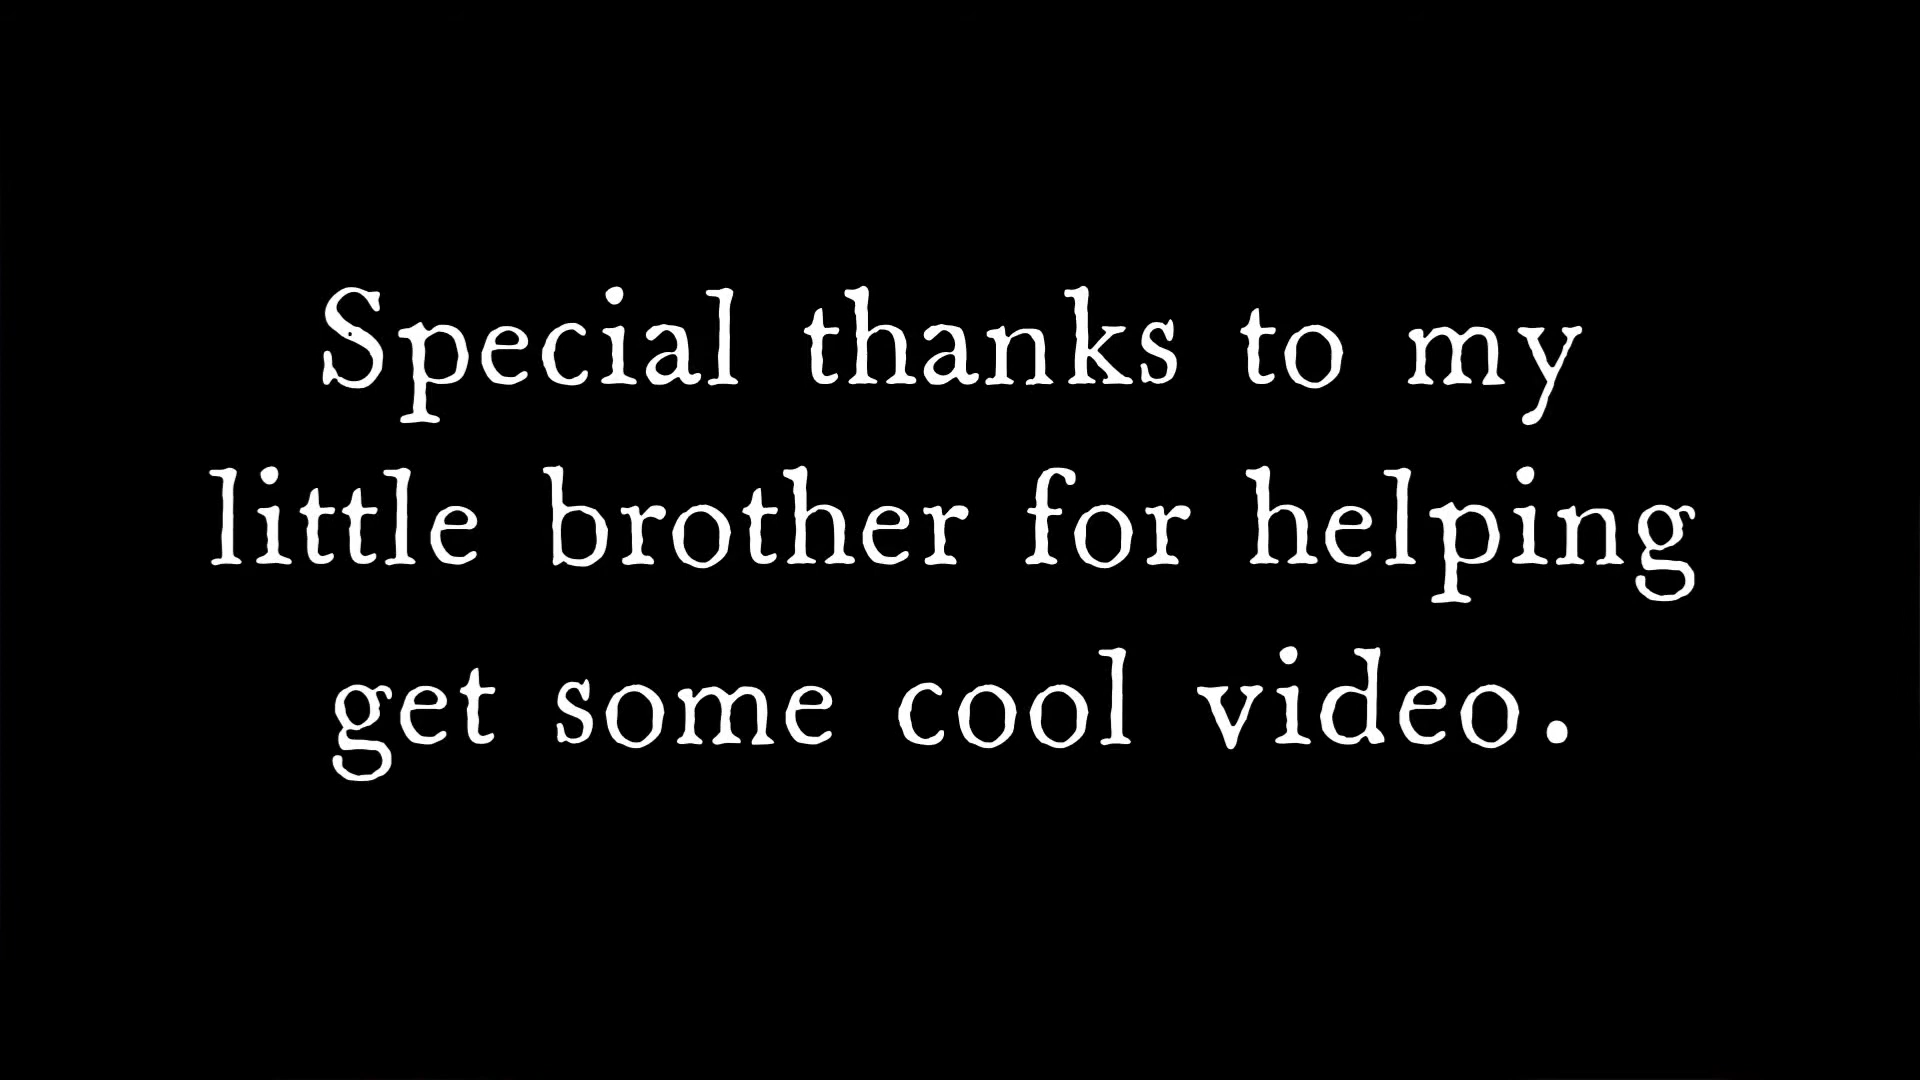 Special thanks to my
little brother for helping
get some cool video.